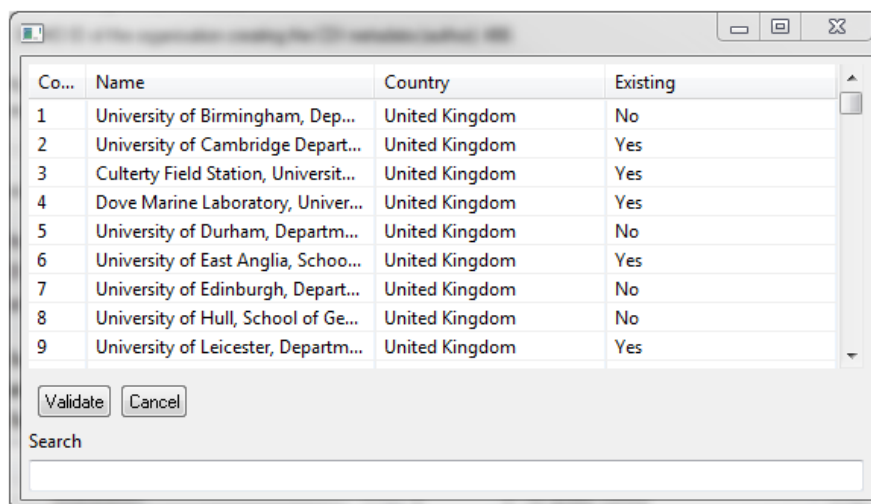 Co... Name Country Existing
1 University of Birmingham, Dep... United Kingdom No
2 University of Cambridge Depart... United Kingdom Yes
3 Culterty Field Station, Universit... United Kingdom Yes
4 Dove Marine Laboratory, Univer... United Kingdom Yes
5 University of Durham, Departm... United Kingdom No
6 University of East Anglia, Schoo... United Kingdom Yes
7 University of Edinburgh, Depart... United Kingdom No
8 University of Hull, School of Ge... United Kingdom No
9 University of Leicester, Departm... United Kingdom Yes
Validate Cancel
Search